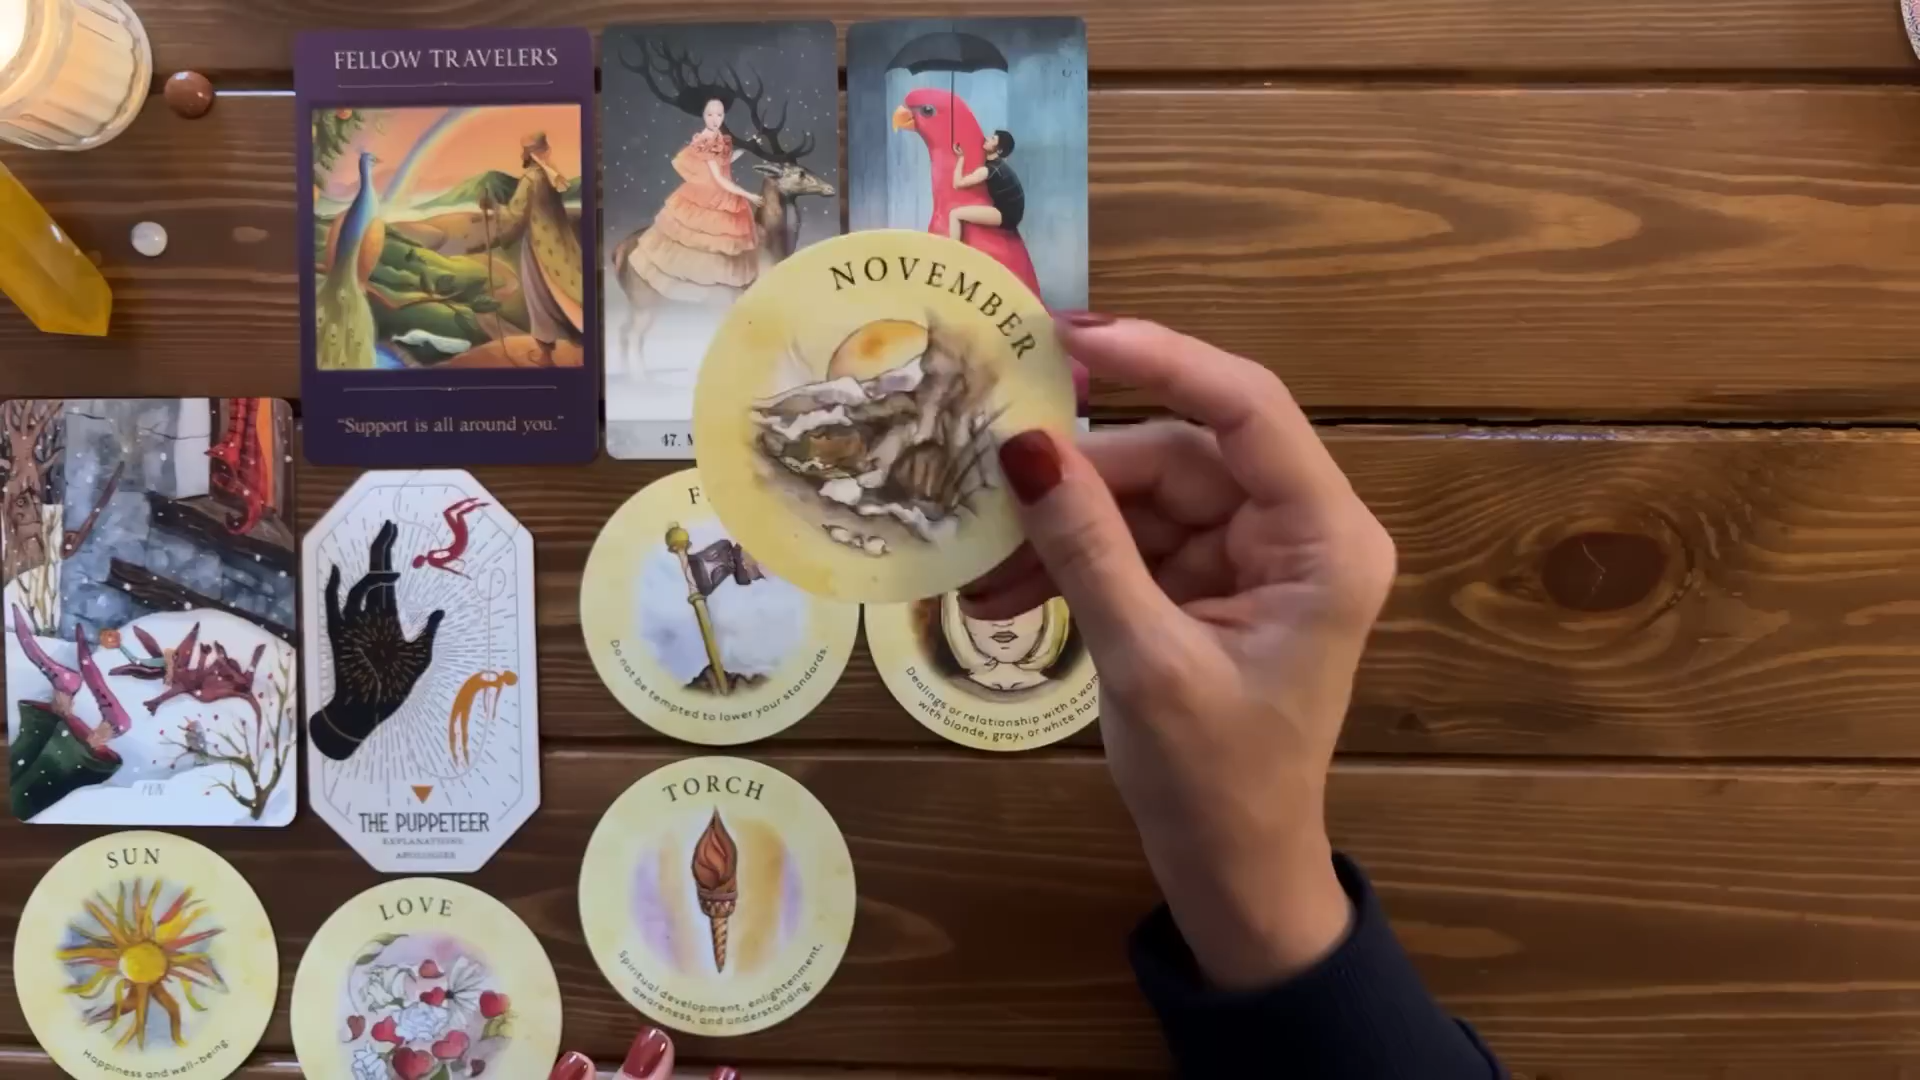 FELLOW TRAVELERS
"Support is all around you."
47.
NOVEMBER
FUN
THE PUPPETEER
EXPLANATIONS
APOLOGIES
Do not be tempted to lower your standards.
Dealings or relationship with a
with blonde, gray, or white hair
SUN
Happiness and well-being.
LOVE
TORCH
Spiritual development, enlightenment,
awareness, and understanding.